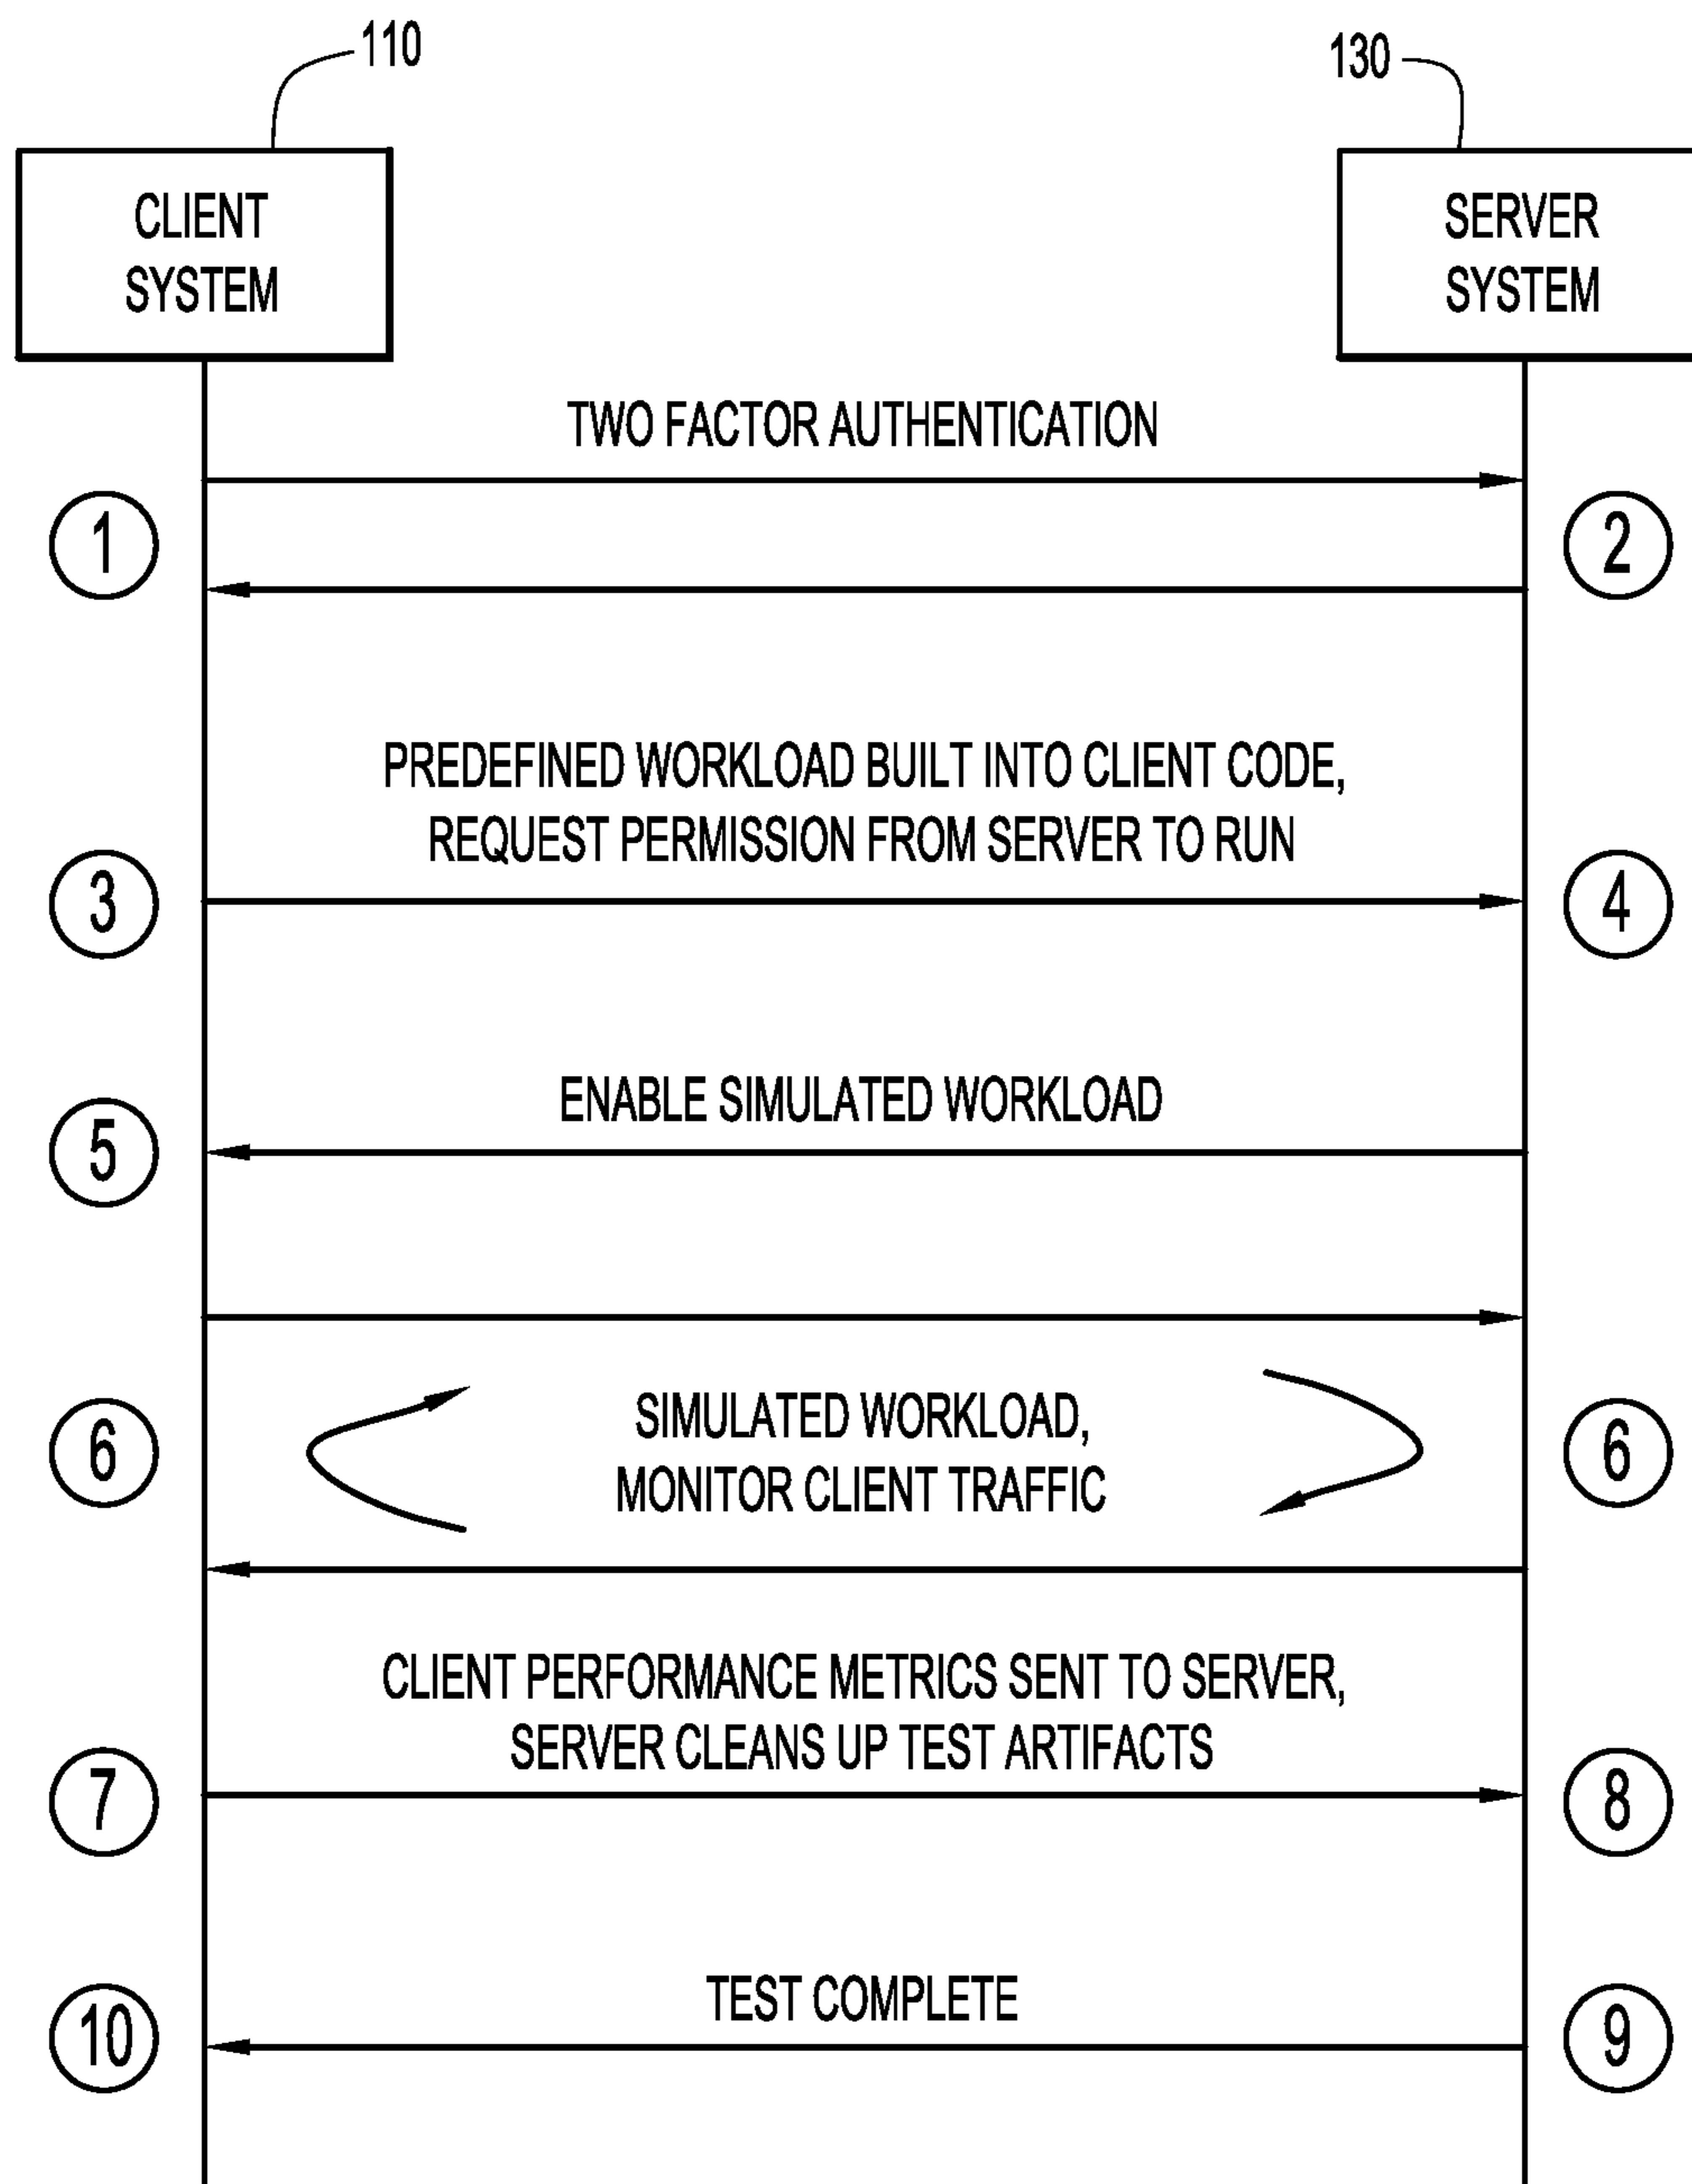 110
130
CLIENT
SYSTEM
SERVER
SYSTEM
TWO FACTOR AUTHENTICATION
1
2
PREDEFINED WORKLOAD BUILT INTO CLIENT CODE,
REQUEST PERMISSION FROM SERVER TO RUN
3
4
ENABLE SIMULATED WORKLOAD
5
SIMULATED WORKLOAD,
MONITOR CLIENT TRAFFIC
6
6
CLIENT PERFORMANCE METRICS SENT TO SERVER,
SERVER CLEANS UP TEST ARTIFACTS
7
8
TEST COMPLETE
10
9